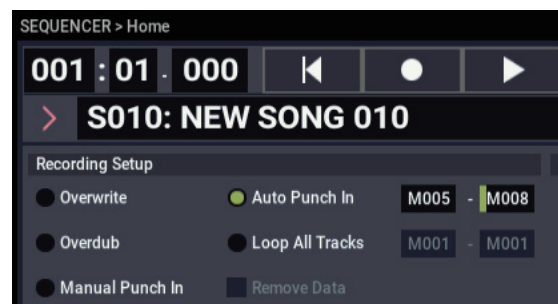 SEQUENCER > Home
001 : 01 . 000
> S010: NEW SONG 010
Recording Setup
Overwrite Auto Punch In M005 - M008
Overdub Loop All Tracks M001 - M001
Manual Punch In Remove Data